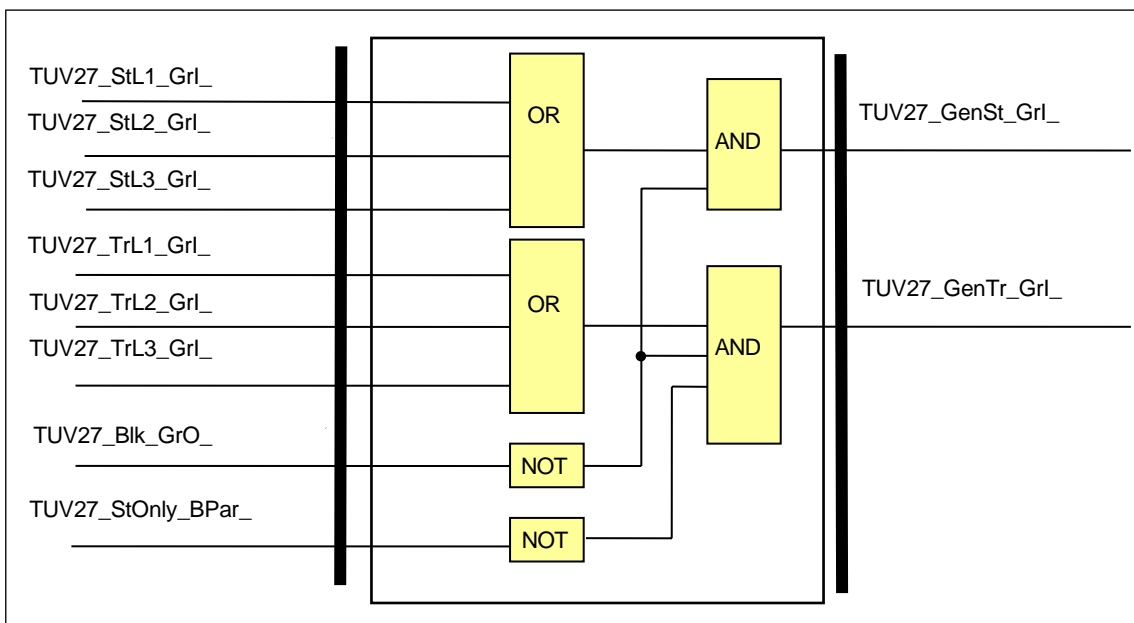 TUV27_StL1_GrI_
TUV27_StL2_GrI_
TUV27_StL3_GrI_
TUV27_TrL1_GrI_
TUV27_TrL2_GrI_
TUV27_TrL3_GrI_
TUV27_Blk_GrO_
TUV27_StOnly_BPar_
OR
OR
NOT
NOT
AND
AND
TUV27_GenSt_GrI_
TUV27_GenTr_GrI_